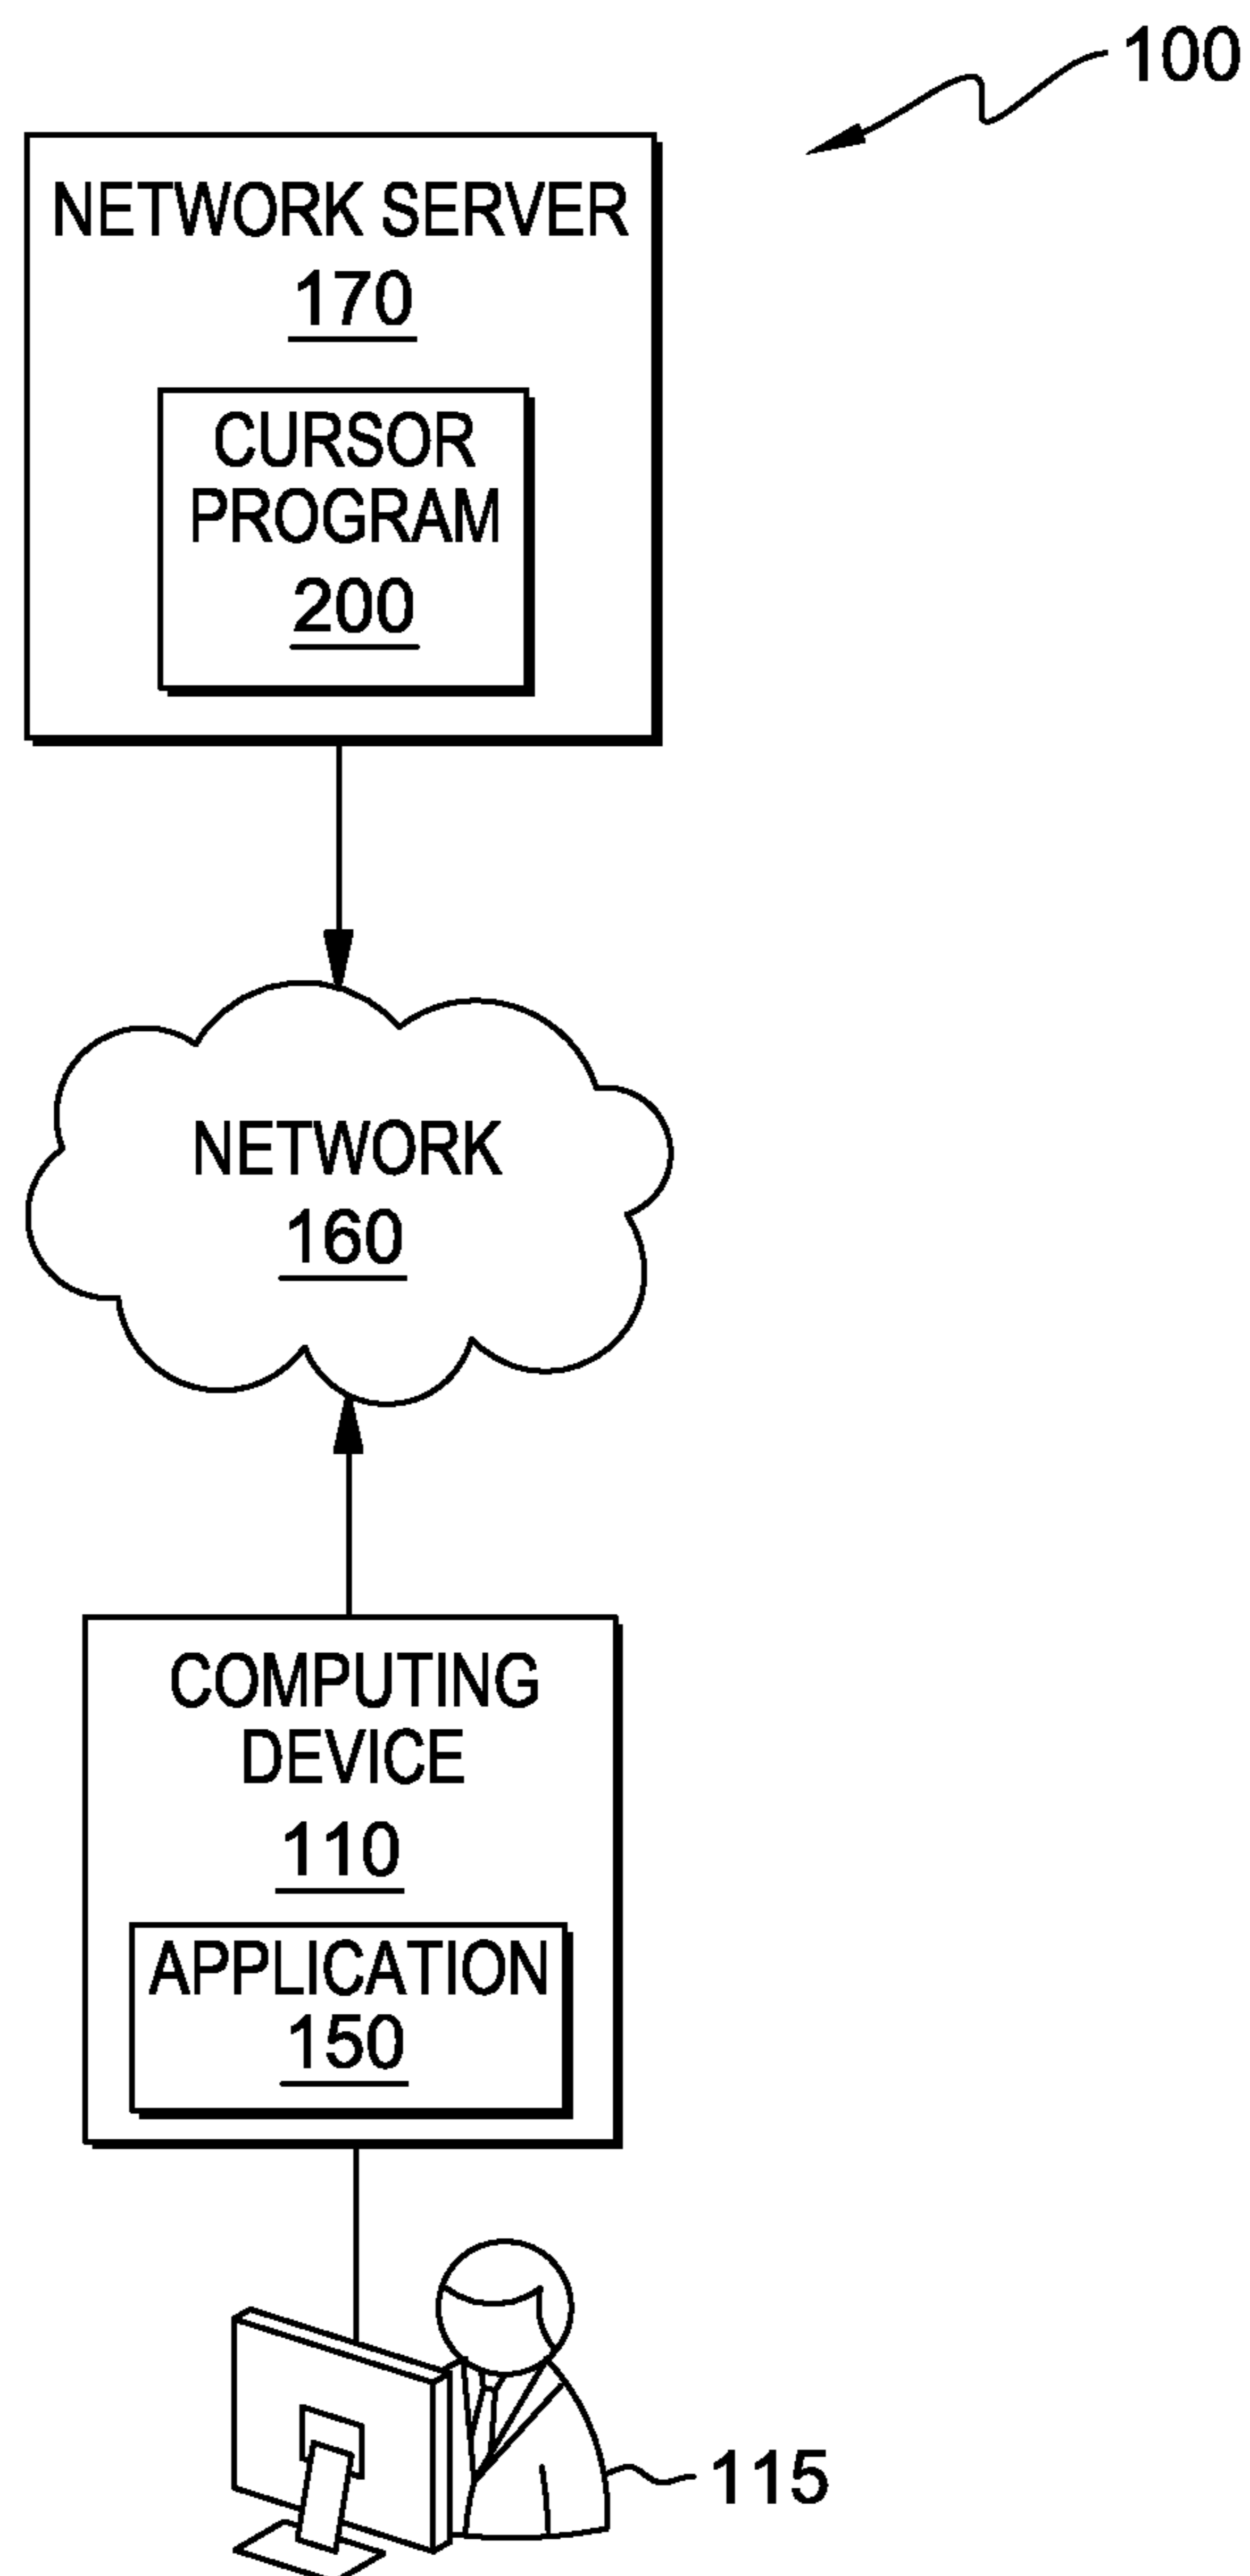 100
NETWORK SERVER
170
CURSOR
PROGRAM
200
NETWORK
160
COMPUTING
DEVICE
110
APPLICATION
150
115